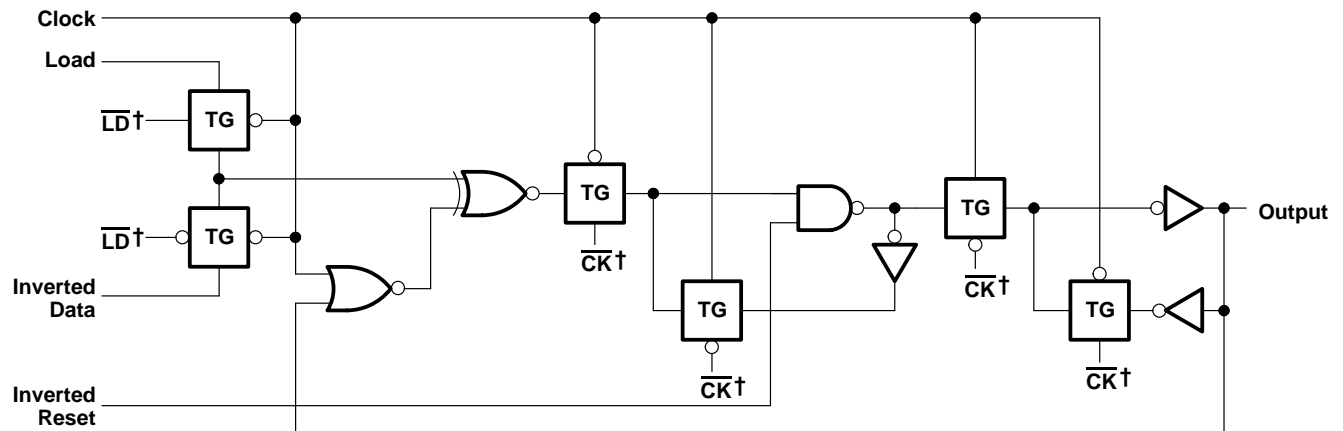 Clock
Load
LD†
TG
TG
LD†
Inverted
Data
TG
CK†
TG
CK†
TG
CK†
TG
CK†
Output
Inverted
Reset